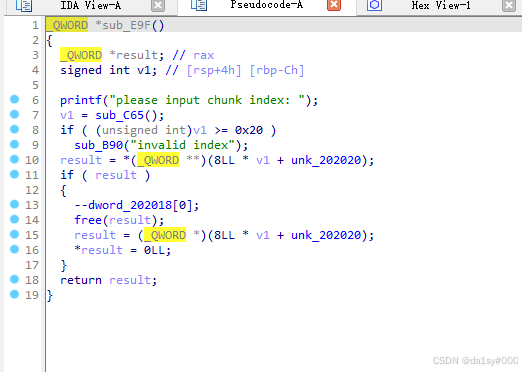 IDA View-A Pseudocode-A Hex View-1
1 _QWORD *sub_E9F()
2 {
3 _QWORD *result; // rax
4 signed int v1; // [rsp+4h] [rbp-Ch]
5
6 printf("please input chunk index: ");
7 v1 = sub_C65();
8 if ( (unsigned int)v1 >= 0x20 )
9 sub_B90("invalid index");
10 result = *(_QWORD **)(8LL * v1 + unk_202020);
11 if ( result )
12 {
13 --dword_202018[0];
14 free(result);
15 result = (_QWORD *)(8LL * v1 + unk_202020);
16 *result = 0LL;
17 }
18 return result;
19 }
CSDN @da1sy#000